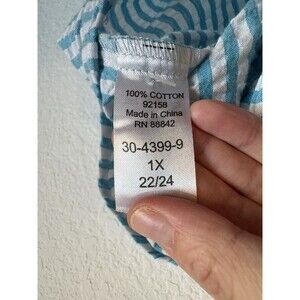 100% COTTON
92158
Made in China
RN 88842
30-4399-9
1X
22/24